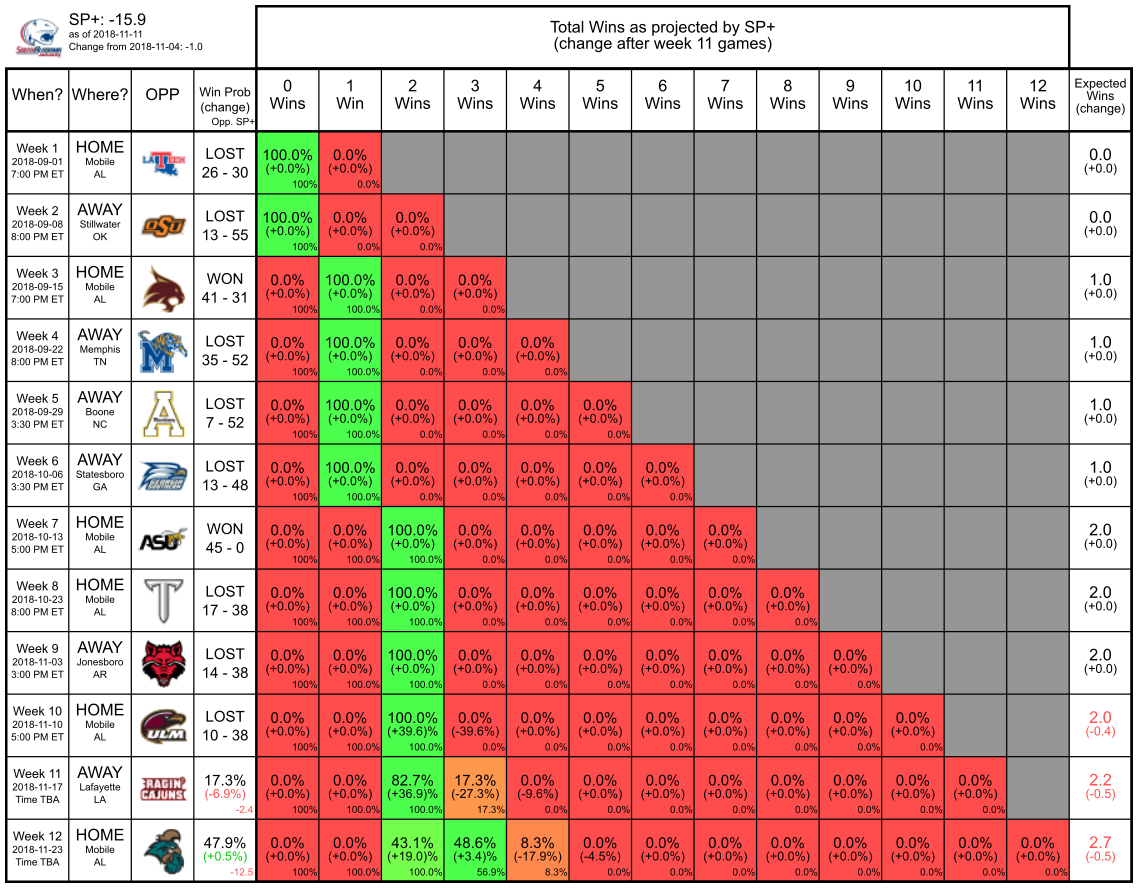 SP+: -15.9
as of 2018-11-11
Change from 2018-11-04: -1.0
Total Wins as projected by SP+
(change after week 11 games)
When? Where? OPP Win Prob (change) Opp. SP+ 0 Wins 1 Win 2 Wins 3 Wins 4 Wins 5 Wins 6 Wins 7 Wins 8 Wins 9 Wins 10 Wins 11 Wins 12 Wins Expected Wins (change)
Week 1 HOME LOST 100.0% 0.0% 0.0
2018-09-01 Mobile LA TECH 26 - 30 (+0.0%) (+0.0%) (+0.0)
7:00 PM ET AL 100% 0.0%
Week 2 AWAY LOST 100.0% 0.0% 0.0% 0.0
2018-09-08 Stillwater OSU 13 - 55 (+0.0%) (+0.0%) (+0.0%) (+0.0)
8:00 PM ET OK 100% 0.0% 0.0%
Week 3 HOME WON 0.0% 100.0% 0.0% 0.0% 1.0
2018-09-15 Mobile 41 - 31 (+0.0%) (+0.0%) (+0.0%) (+0.0%) (+0.0)
7:00 PM ET AL 100% 100.0% 0.0% 0.0%
Week 4 AWAY LOST 0.0% 100.0% 0.0% 0.0% 0.0% 1.0
2018-09-22 Memphis M 35 - 52 (+0.0%) (+0.0%) (+0.0%) (+0.0%) (+0.0%) (+0.0)
8:00 PM ET TN 100% 100.0% 0.0% 0.0% 0.0%
Week 5 AWAY LOST 0.0% 100.0% 0.0% 0.0% 0.0% 0.0% 1.0
2018-09-29 Boone A 7 - 52 (+0.0%) (+0.0%) (+0.0%) (+0.0%) (+0.0%) (+0.0%) (+0.0)
3:30 PM ET NC 100% 100.0% 0.0% 0.0% 0.0% 0.0%
Week 6 AWAY LOST 0.0% 100.0% 0.0% 0.0% 0.0% 0.0% 0.0% 1.0
2018-10-06 Statesboro GEORGIA SOUTHERN 13 - 48 (+0.0%) (+0.0%) (+0.0%) (+0.0%) (+0.0%) (+0.0%) (+0.0%) (+0.0)
3:30 PM ET GA 100% 100.0% 0.0% 0.0% 0.0% 0.0% 0.0%
Week 7 HOME WON 0.0% 0.0% 100.0% 0.0% 0.0% 0.0% 0.0% 0.0% 2.0
2018-10-13 Mobile ASU 45 - 0 (+0.0%) (+0.0%) (+0.0%) (+0.0%) (+0.0%) (+0.0%) (+0.0%) (+0.0%) (+0.0)
5:00 PM ET AL 100% 100.0% 100.0% 0.0% 0.0% 0.0% 0.0% 0.0%
Week 8 HOME LOST 0.0% 0.0% 100.0% 0.0% 0.0% 0.0% 0.0% 0.0% 0.0% 2.0
2018-10-23 Mobile T 17 - 38 (+0.0%) (+0.0%) (+0.0%) (+0.0%) (+0.0%) (+0.0%) (+0.0%) (+0.0%) (+0.0%) (+0.0)
8:00 PM ET AL 100% 100.0% 100.0% 0.0% 0.0% 0.0% 0.0% 0.0% 0.0%
Week 9 AWAY LOST 0.0% 0.0% 100.0% 0.0% 0.0% 0.0% 0.0% 0.0% 0.0% 0.0% 2.0
2018-11-03 Jonesboro 14 - 38 (+0.0%) (+0.0%) (+0.0%) (+0.0%) (+0.0%) (+0.0%) (+0.0%) (+0.0%) (+0.0%) (+0.0%) (+0.0)
3:00 PM ET AR 100% 100.0% 100.0% 0.0% 0.0% 0.0% 0.0% 0.0% 0.0% 0.0%
Week 10 HOME LOST 0.0% 0.0% 100.0% 0.0% 0.0% 0.0% 0.0% 0.0% 0.0% 0.0% 0.0% 2.0
2018-11-10 Mobile ULM 10 - 38 (+0.0%) (+0.0%) (+39.6)% (-39.6%) (+0.0%) (+0.0%) (+0.0%) (+0.0%) (+0.0%) (+0.0%) (+0.0%) (-0.4)
5:00 PM ET AL 100% 100.0% 100.0% 0.0% 0.0% 0.0% 0.0% 0.0% 0.0% 0.0% 0.0%
Week 11 AWAY 17.3% 0.0% 0.0% 82.7% 17.3% 0.0% 0.0% 0.0% 0.0% 0.0% 0.0% 0.0% 0.0% 2.2
2018-11-17 Lafayette RAGIN' CAJUNS (-6.9%) (+0.0%) (+0.0%) (+36.9)% (-27.3%) (-9.6%) (+0.0%) (+0.0%) (+0.0%) (+0.0%) (+0.0%) (+0.0%) (+0.0%) (-0.5)
Time TBA LA -2.4 100% 100.0% 100.0% 17.3% 0.0% 0.0% 0.0% 0.0% 0.0% 0.0% 0.0% 0.0%
Week 12 HOME 47.9% 0.0% 0.0% 43.1% 48.6% 8.3% 0.0% 0.0% 0.0% 0.0% 0.0% 0.0% 0.0% 0.0% 2.7
2018-11-23 Mobile (+0.5%) (+0.0%) (+0.0%) (+19.0)% (+3.4)% (-17.9%) (-4.5%) (+0.0%) (+0.0%) (+0.0%) (+0.0%) (+0.0%) (+0.0%) (+0.0%) (-0.5)
Time TBA AL -12.5 100% 100.0% 100.0% 56.9% 8.3% 0.0% 0.0% 0.0% 0.0% 0.0% 0.0% 0.0% 0.0%